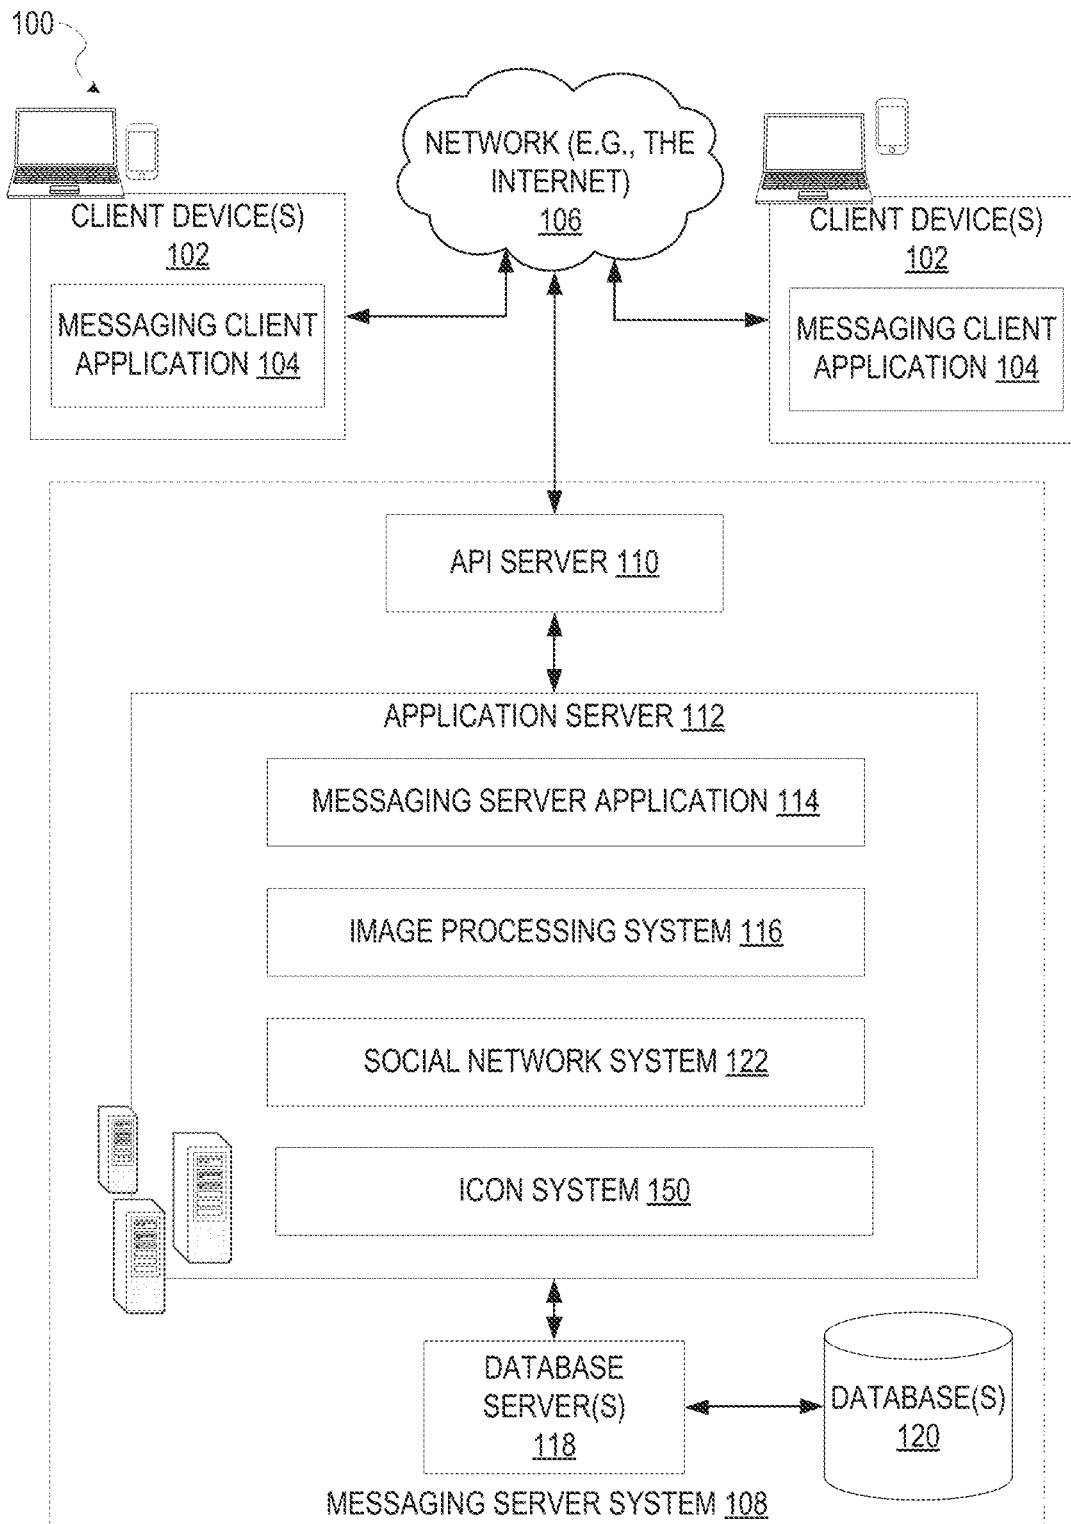 100
NETWORK (E.G., THE
INTERNET)
106
CLIENT DEVICE(S)
102
MESSAGING CLIENT
APPLICATION 104
CLIENT DEVICE(S)
102
MESSAGING CLIENT
APPLICATION 104
API SERVER 110
APPLICATION SERVER 112
MESSAGING SERVER APPLICATION 114
IMAGE PROCESSING SYSTEM 116
SOCIAL NETWORK SYSTEM 122
ICON SYSTEM 150
DATABASE
SERVER(S)
118
DATABASE(S)
120
MESSAGING SERVER SYSTEM 108